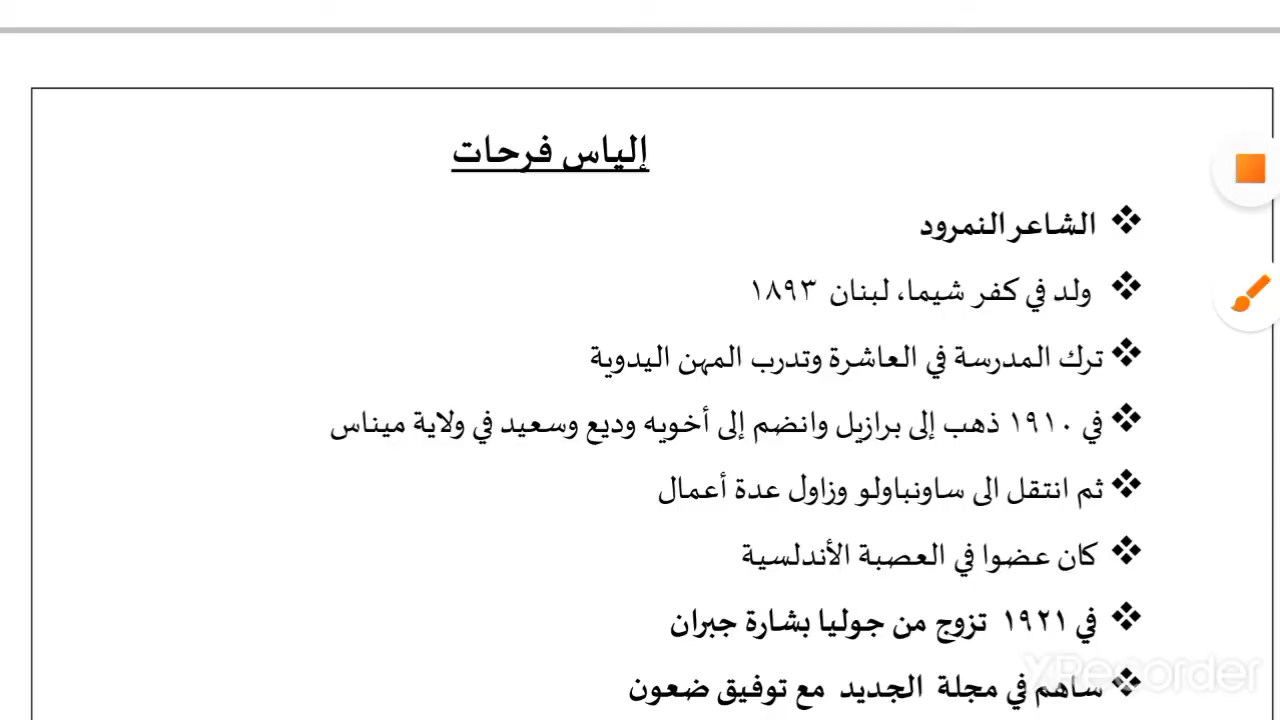 إلياس فرحات
❖ الشاعر النمرود
❖ ولد في كفر شيما، لبنان ١٨٩٣
❖ ترك المدرسة في العاشرة وتدرب المهن اليدوية
❖ في ١٩١٠ ذهب إلى برازيل وانضم إلى أخويه وديع وسعيد في ولاية ميناس
❖ ثم انتقل الى ساونباولو وزاول عدة أعمال
❖ كان عضوا في العصبة الأندلسية
❖ في ١٩٢١ تزوج من جوليا بشارة جبران
❖ ساهم في مجلة الجديد مع توفيق ضعون
XRecorder